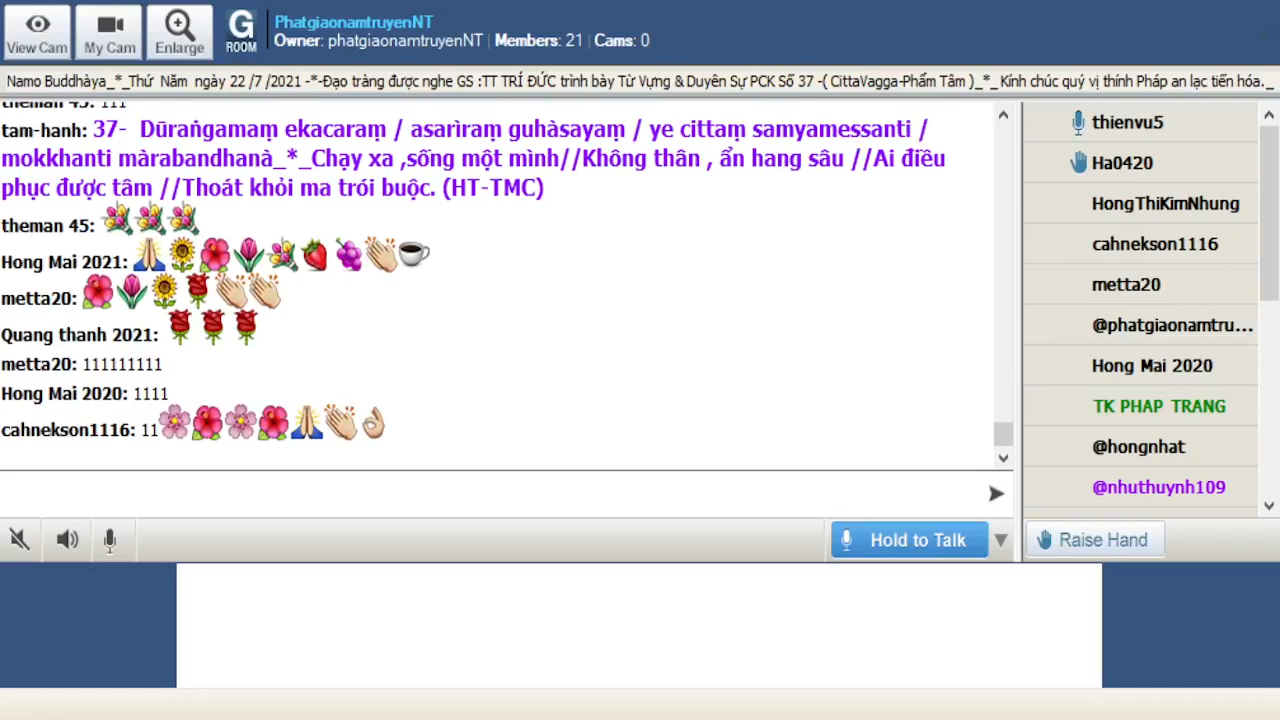 View Cam
My Cam
Enlarge
G
ROOM
PhatgiaonamtruyenNT
Owner: phatgiaonamtruyenNT | Members: 21 | Cams: 0
Namo Buddhàya_*_Thứ Năm ngày 22 /7 /2021 -*-Đạo tràng được nghe GS :TT TRÍ ĐỨC trình bày Từ Vựng & Duyên Sự PCK Số 37 -( CittaVagga-Phẩm Tâm )_*_ Kính chúc quý vị thính Pháp an lạc tiến hóa._
theman 45: 111
tam-hanh: 37- Dūraṅgamaṃ ekacaraṃ / asarìraṃ guhàsayaṃ / ye cittaṃ samyamessanti /
mokkhanti màrabandhanà_*_Chạy xa ,sống một mình//Không thân , ẩn hang sâu //Ai điều
phục được tâm //Thoát khỏi ma trói buộc. (HT-TMC)
theman 45:
Hong Mai 2021:
metta20:
Quang thanh 2021:
metta20: 111111111
Hong Mai 2020: 1111
cahnekson1116: 11
Hold to Talk
thienvu5
Ha0420
HongThiKimNhung
cahnekson1116
metta20
@phatgiaonamtru...
Hong Mai 2020
TK PHAP TRANG
@hongnhat
@nhuthuynh109
Raise Hand